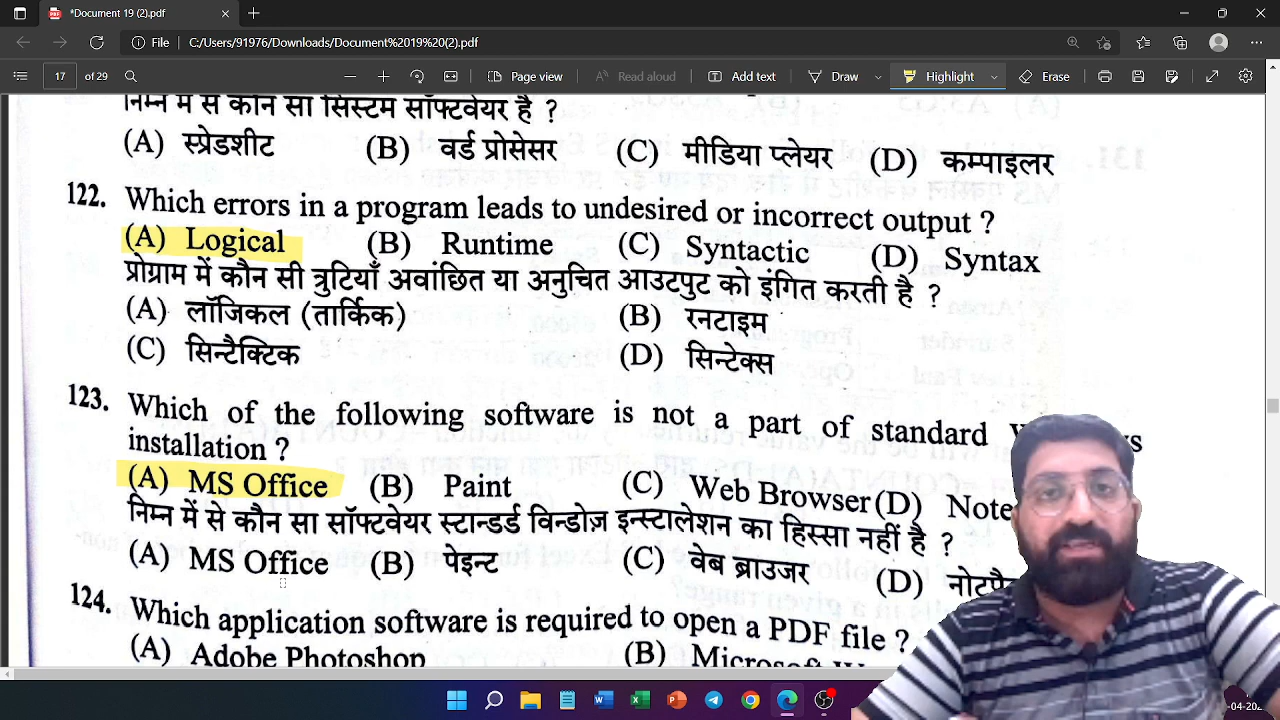 *Document 19 (2).pdf
File C:/Users/91976/Downloads/Document%2019%20(2).pdf
17 of 29 Page view Read aloud Add text Draw Highlight Erase
निम्न में से कौन सा सिस्टम सॉफ्टवेयर है ?
(A) स्प्रेडशीट (B) वर्ड प्रोसेसर (C) मीडिया प्लेयर (D) कम्पाइलर
122. Which errors in a program leads to undesired or incorrect output ?
(A) Logical (B) Runtime (C) Syntactic (D) Syntax
प्रोग्राम में कौन सी त्रुटियाँ अवांछित या अनुचित आउटपुट को इंगित करती है ?
(A) लॉजिकल (तार्किक) (B) रनटाइम
(C) सिन्टैक्टिक (D) सिन्टेक्स
123. Which of the following software is not a part of standard
installation ?
(A) MS Office (B) Paint (C) Web Browser (D) Note
निम्न में से कौन सा सॉफ्टवेयर स्टान्डर्ड विन्डोज़ इन्स्टालेशन का हिस्सा नहीं है ?
(A) MS Office (B) पेइन्ट (C) वेब ब्राउजर (D) नोटपै
124. Which application software is required to open a PDF file ?
(A) Adobe Photoshop (B)
-04-202